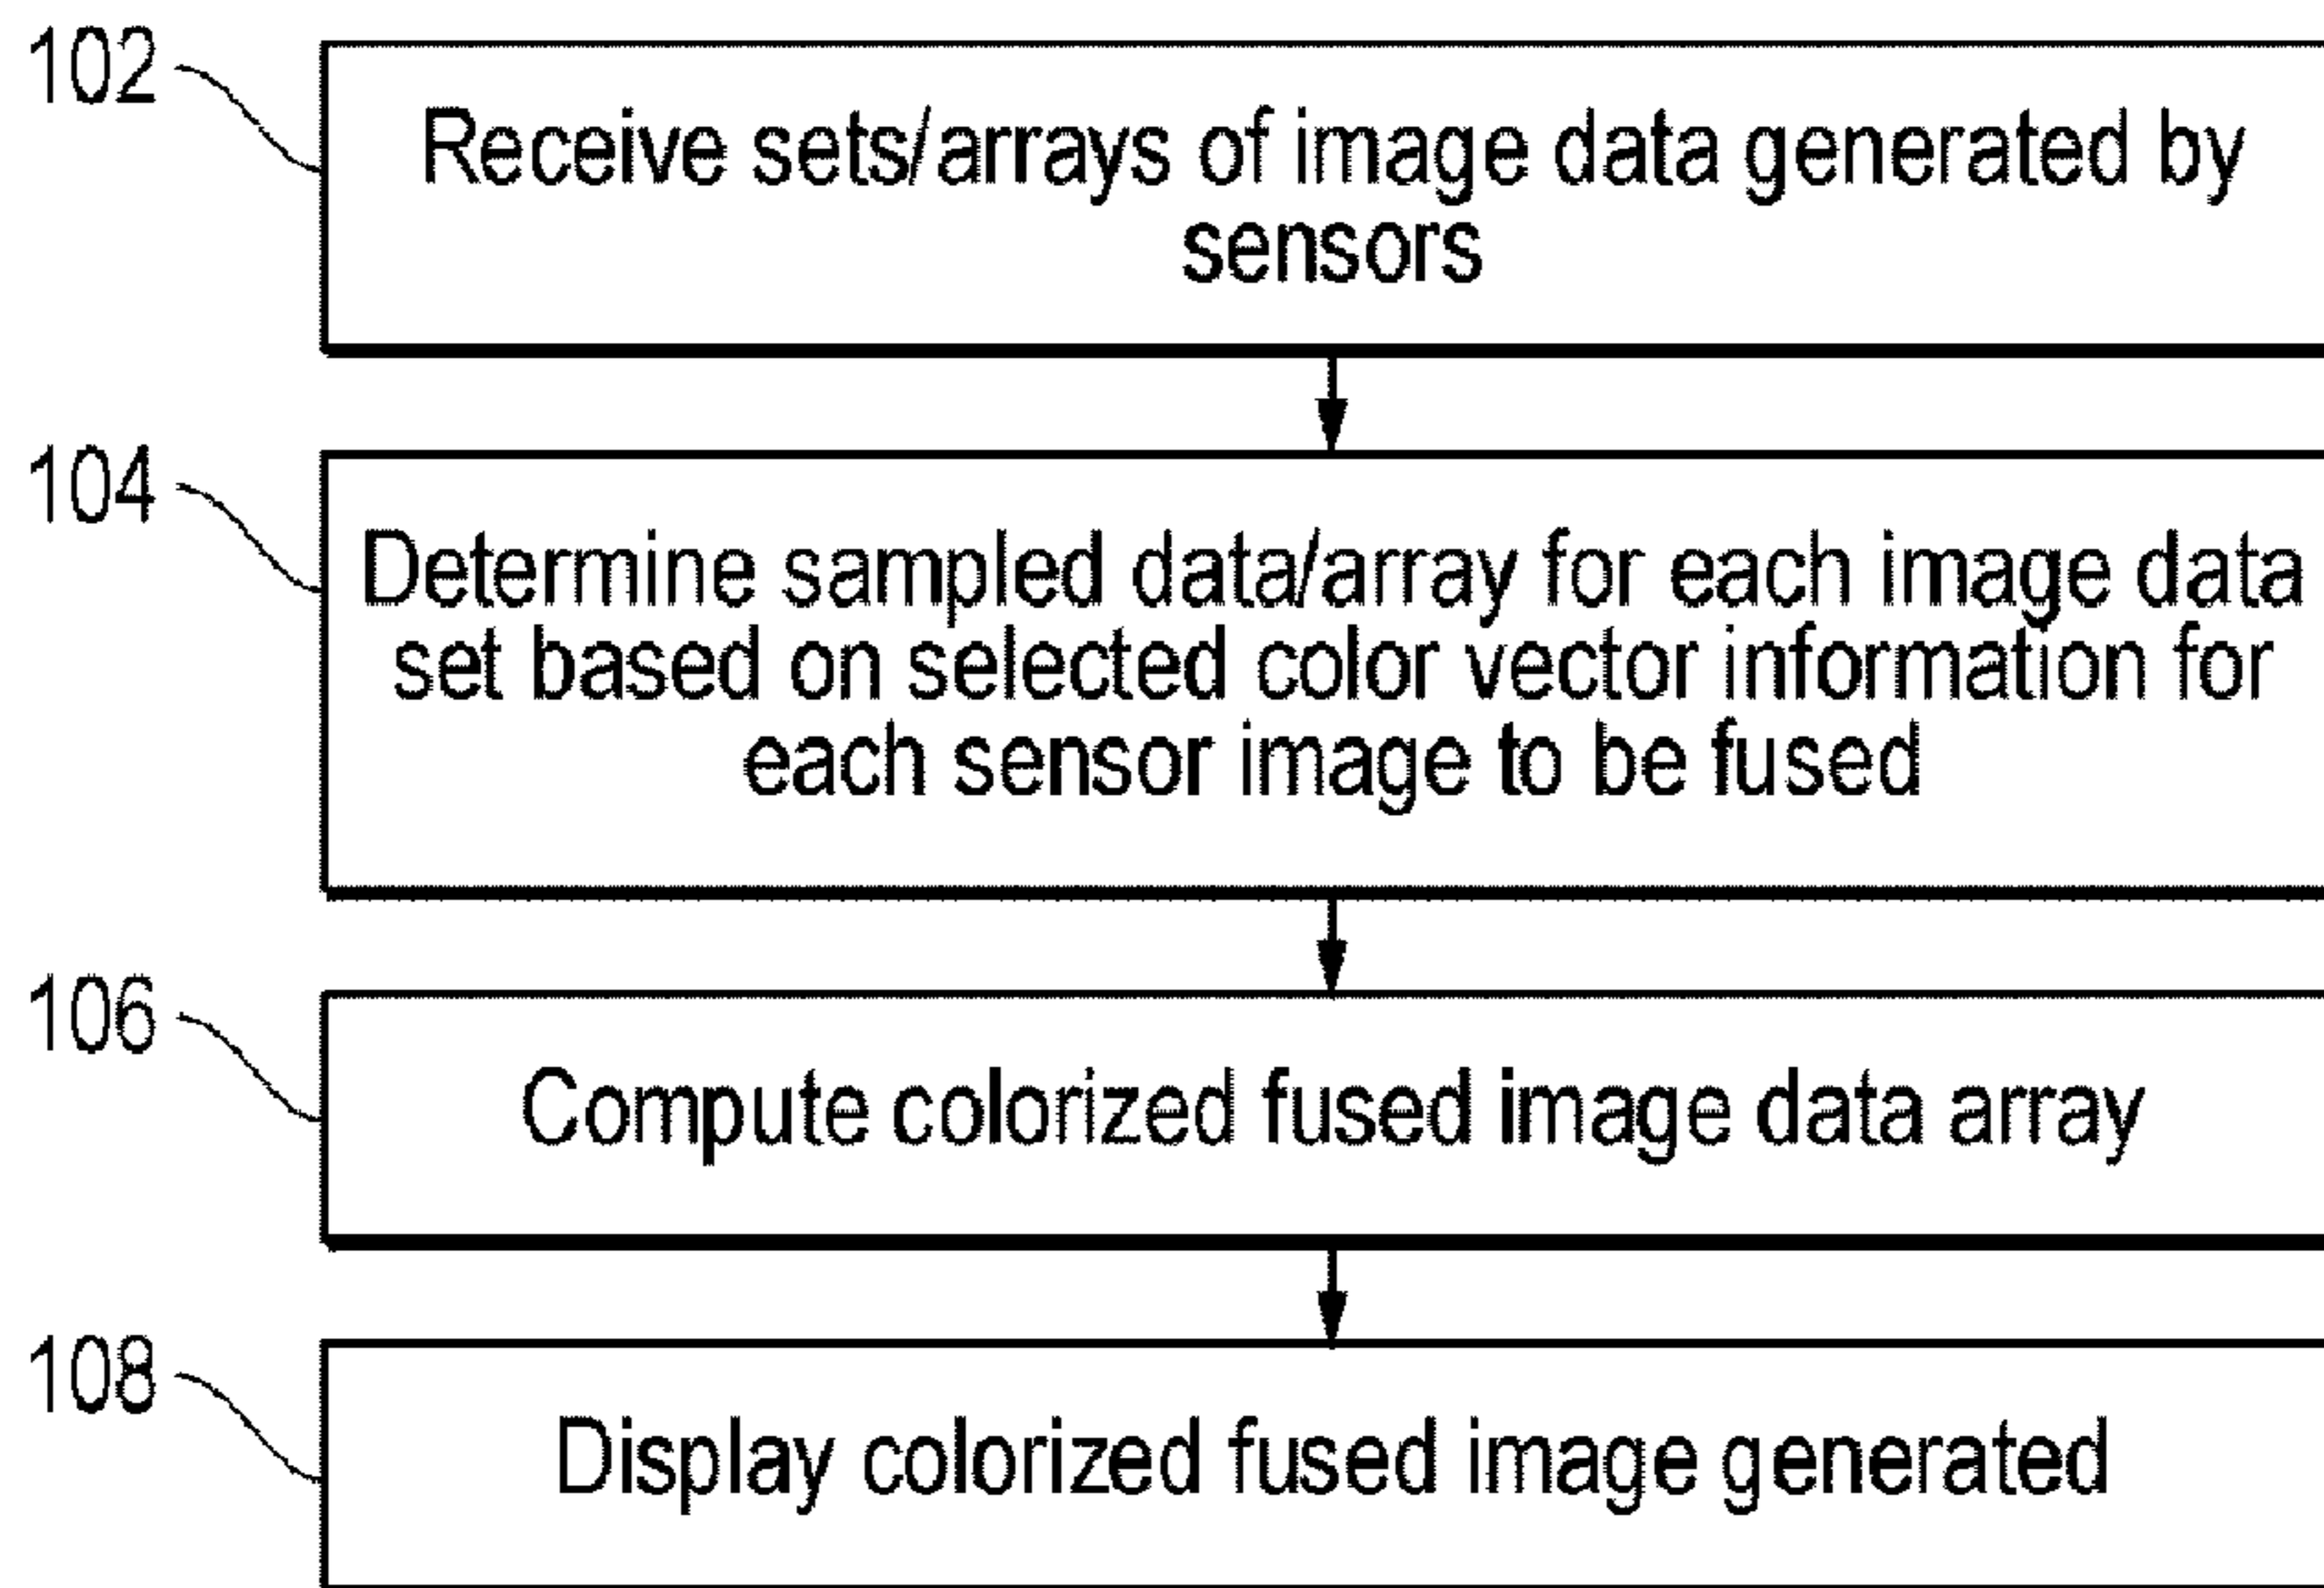 102
Receive sets/arrays of image data generated by
sensors
104
Determine sampled data/array for each image data
set based on selected color vector information for
each sensor image to be fused
106
Compute colorized fused image data array
108
Display colorized fused image generated